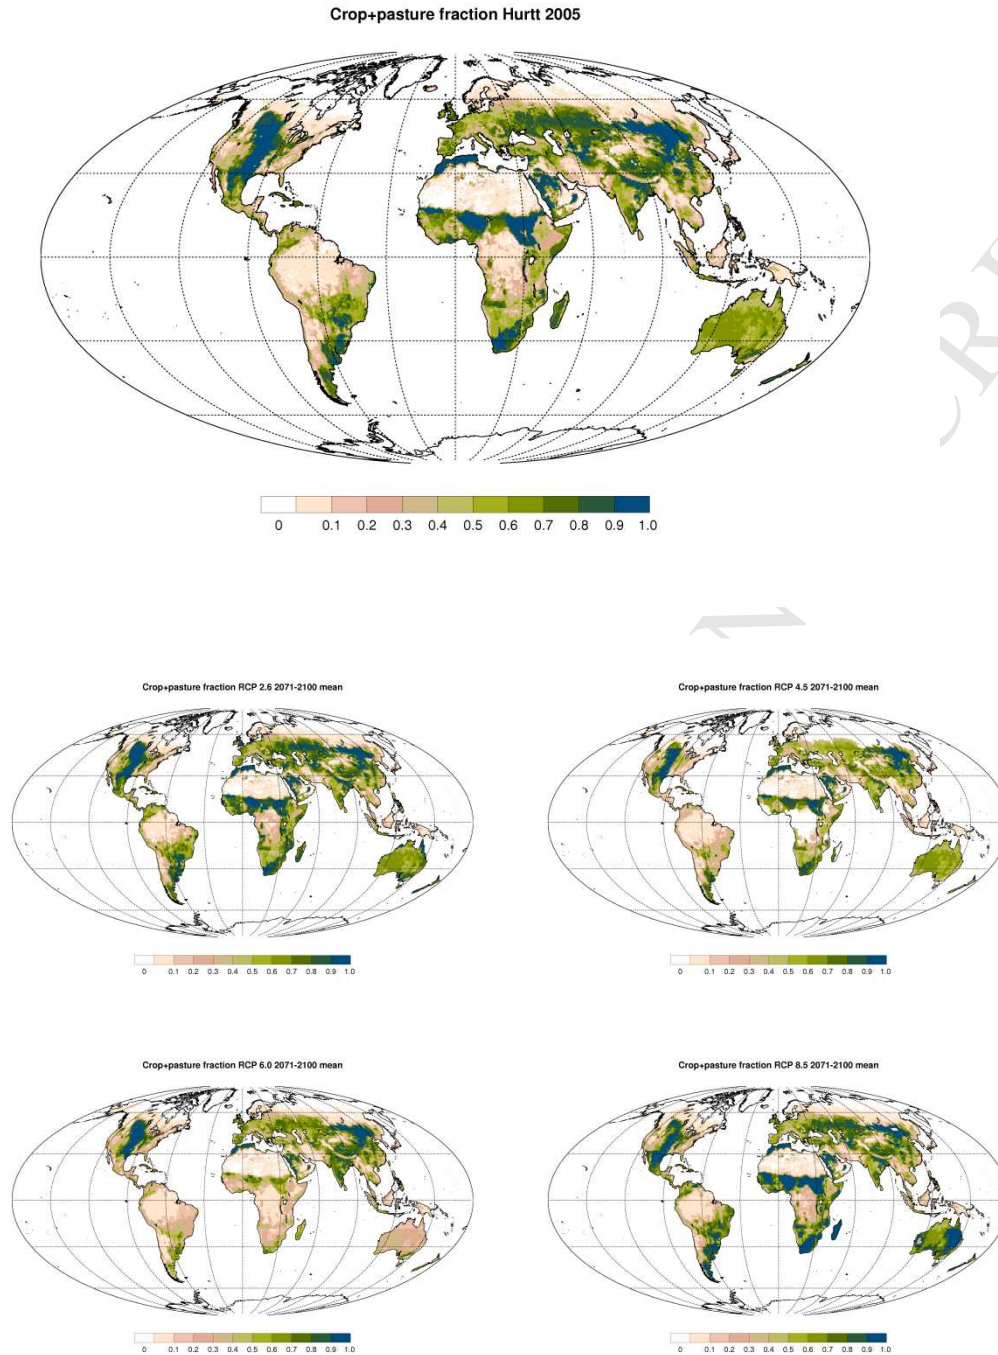 Crop+pasture fraction Hurtt 2005
0 0.1 0.2 0.3 0.4 0.5 0.6 0.7 0.8 0.9 1.0
Crop+pasture fraction RCP 2.6 2071-2100 mean
Crop+pasture fraction RCP 4.5 2071-2100 mean
0 0.1 0.2 0.3 0.4 0.5 0.6 0.7 0.8 0.9 1.0
0 0.1 0.2 0.3 0.4 0.5 0.6 0.7 0.8 0.9 1.0
Crop+pasture fraction RCP 6.0 2071-2100 mean
Crop+pasture fraction RCP 8.5 2071-2100 mean
0 0.1 0.2 0.3 0.4 0.5 0.6 0.7 0.8 0.9 1.0
0 0.1 0.2 0.3 0.4 0.5 0.6 0.7 0.8 0.9 1.0